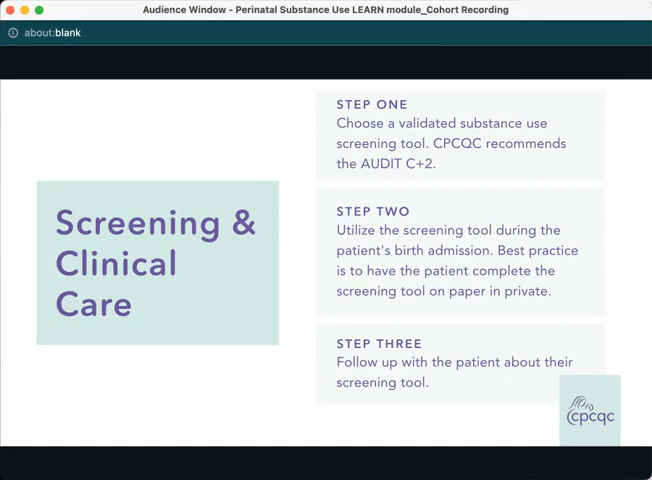 Audience Window - Perinatal Substance Use LEARN module_Cohort Recording
about:blank
Screening &
Clinical
Care
STEP ONE
Choose a validated substance use
screening tool. CPCQC recommends
the AUDIT C+2.
STEP TWO
Utilize the screening tool during the
patient's birth admission. Best practice
is to have the patient complete the
screening tool on paper in private.
STEP THREE
Follow up with the patient about their
screening tool.
cpcqc